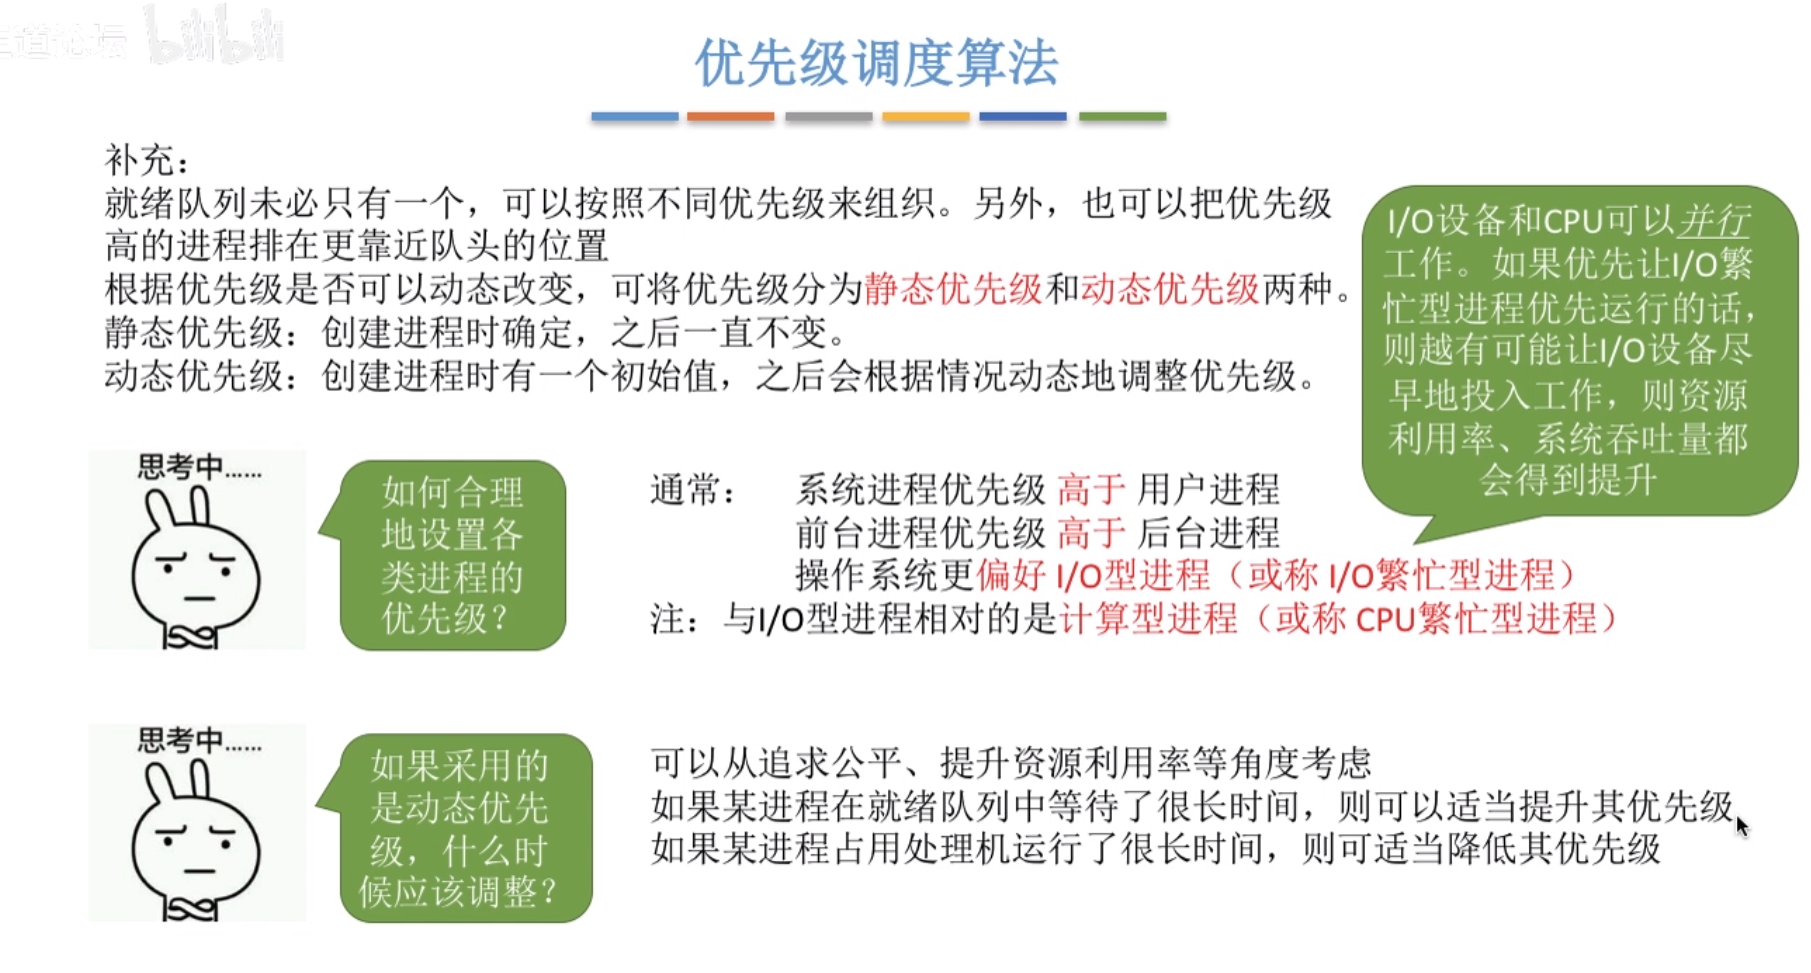 道论坛 bilibili
优先级调度算法
补充：
就绪队列未必只有一个，可以按照不同优先级来组织。另外，也可以把优先级
高的进程排在更靠近队头的位置
根据优先级是否可以动态改变，可将优先级分为静态优先级和动态优先级两种。
静态优先级：创建进程时确定，之后一直不变。
动态优先级：创建进程时有一个初始值，之后会根据情况动态地调整优先级。
I/O设备和CPU可以并行
工作。如果优先让I/O繁
忙型进程优先运行的话，
则越有可能让I/O设备尽
早地投入工作，则资源
利用率、系统吞吐量都
会得到提升
思考中……
如何合理
地设置各
类进程的
优先级？
通常： 系统进程优先级 高于 用户进程
前台进程优先级 高于 后台进程
操作系统更偏好 I/O型进程（或称 I/O繁忙型进程）
注：与I/O型进程相对的是计算型进程（或称 CPU繁忙型进程）
思考中……
如果采用的
是动态优先
级，什么时
候应该调整？
可以从追求公平、提升资源利用率等角度考虑
如果某进程在就绪队列中等待了很长时间，则可以适当提升其优先级
如果某进程占用处理机运行了很长时间，则可适当降低其优先级